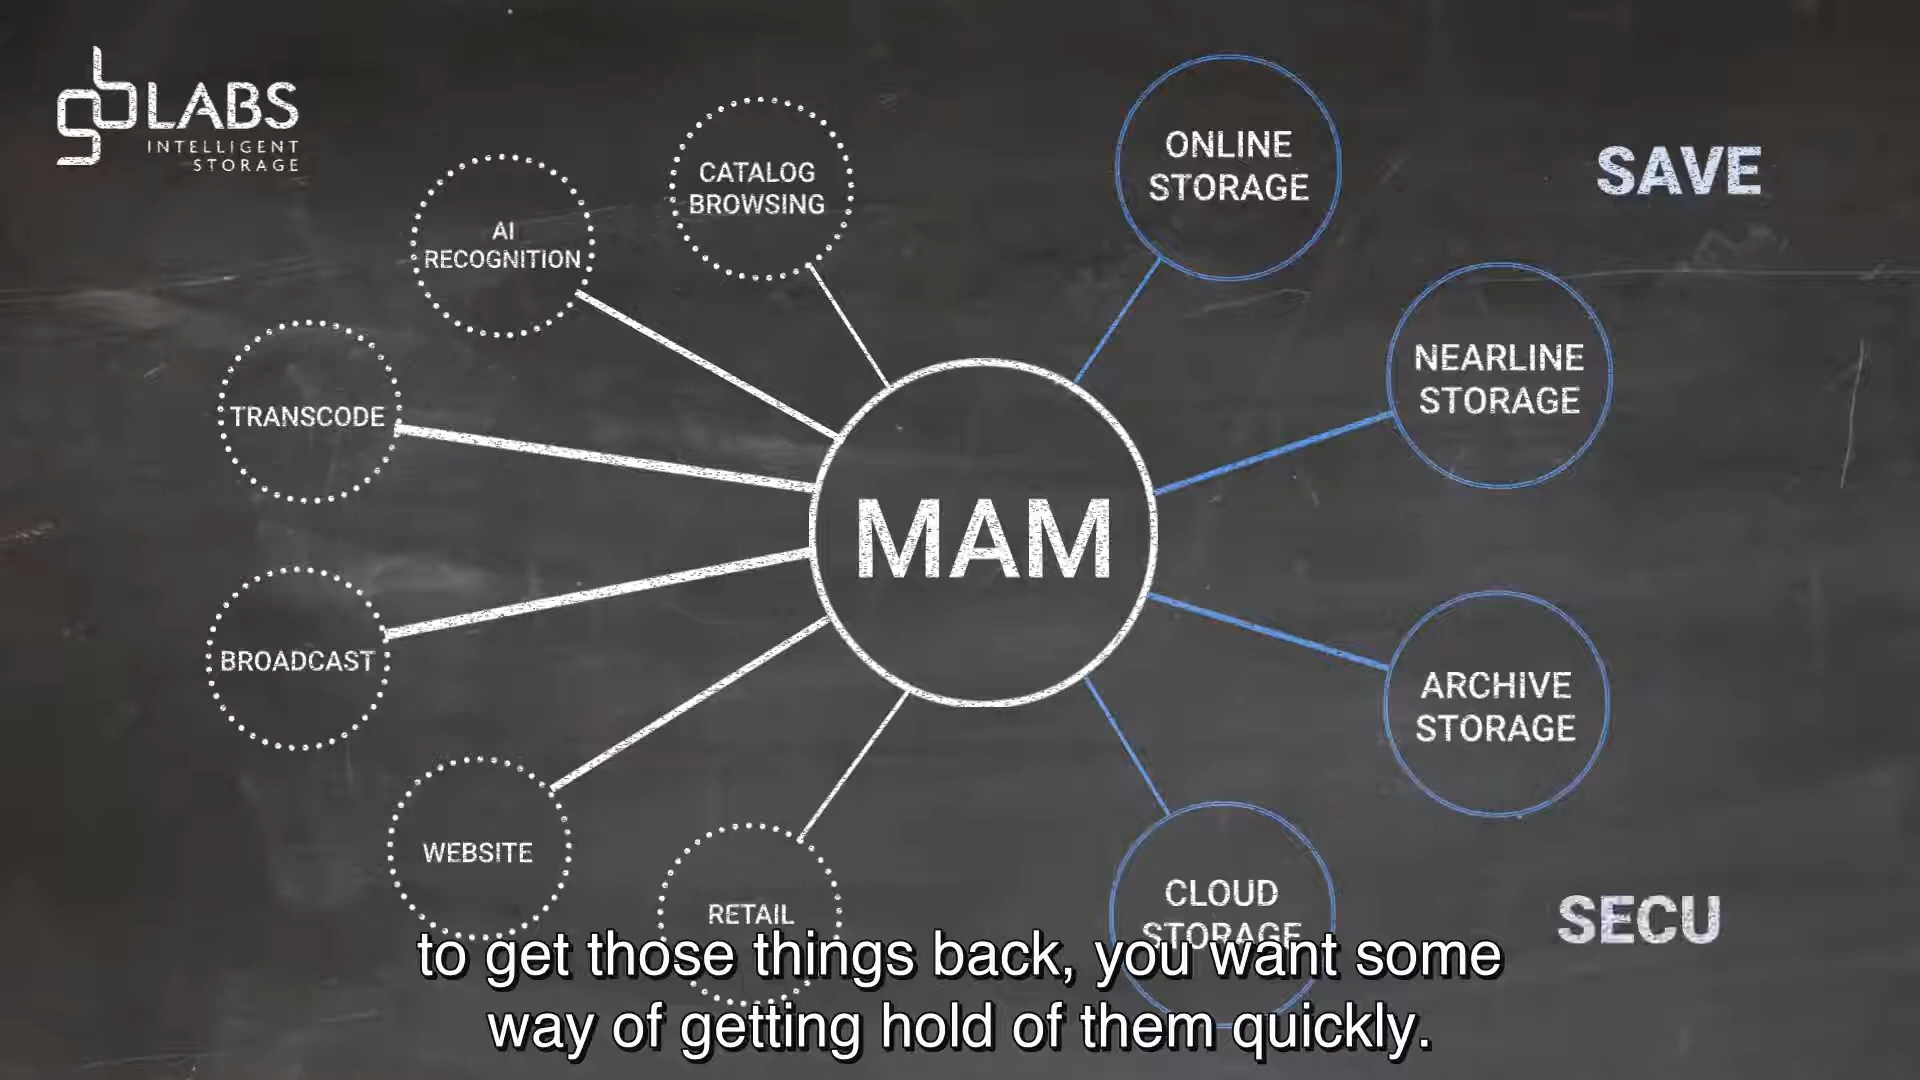 LABS
INTELLIGENT
STORAGE
CATALOG
BROWSING
AI
RECOGNITION
TRANSCODE
BROADCAST
WEBSITE
RETAIL
MAM
ONLINE
STORAGE
NEARLINE
STORAGE
ARCHIVE
STORAGE
CLOUD
STORAGE
SAVE
SECU
to get those things back, you want some
way of getting hold of them quickly.